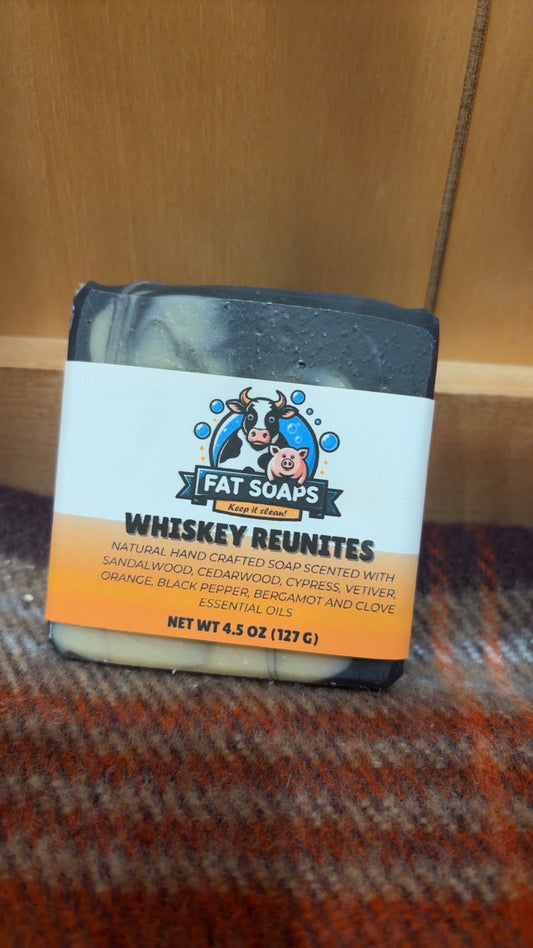 FAT SOAPS
Keep it clean!
WHISKEY REUNITES
NATURAL HAND CRAFTED SOAP SCENTED WITH
SANDALWOOD, CEDARWOOD, CYPRESS, VETIVER,
ORANGE, BLACK PEPPER, BERGAMOT AND CLOVE
ESSENTIAL OILS
NET WT 4.5 OZ (127 G)